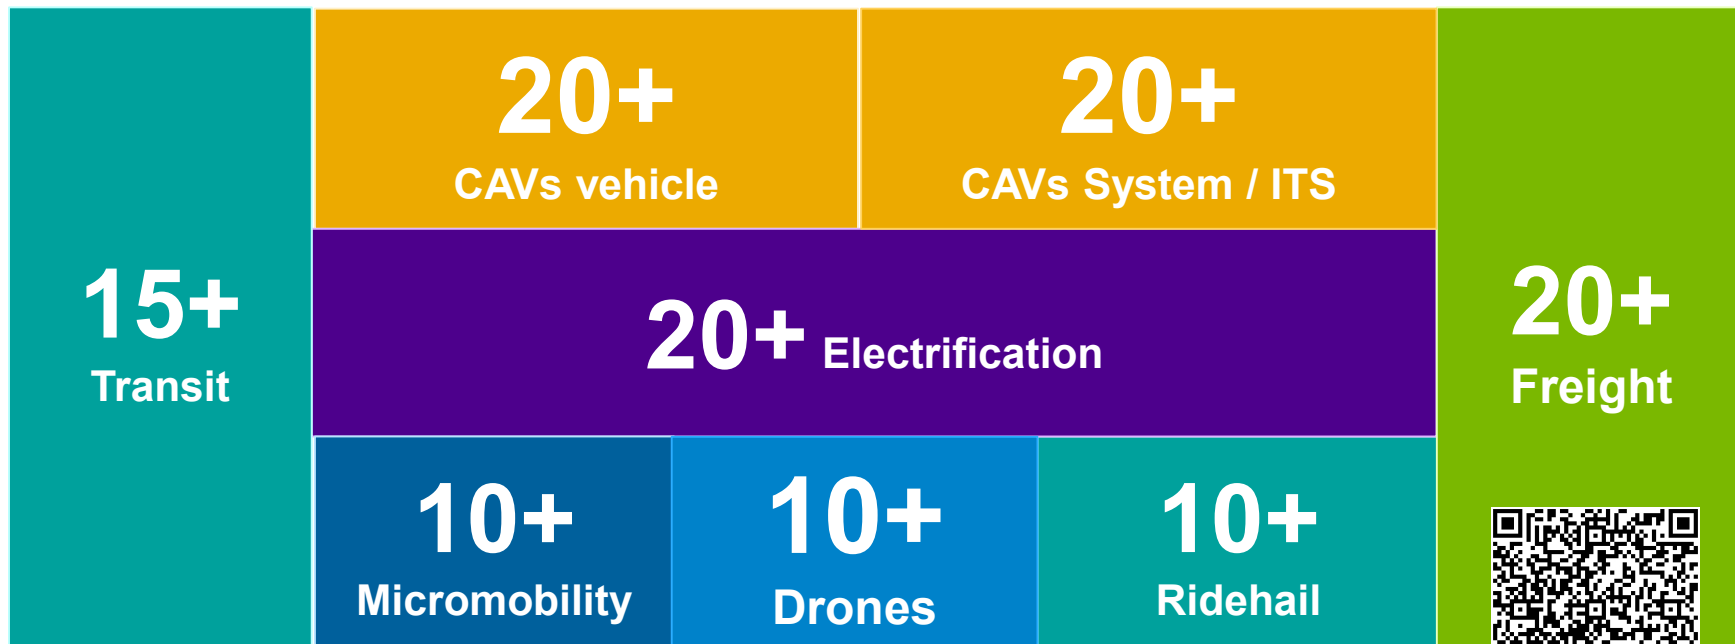 15+
Transit
20+
CAVs vehicle
20+
CAVs System / ITS
20+ Electrification
10+
Micromobility
10+
Drones
10+
Ridehail
20+
Freight